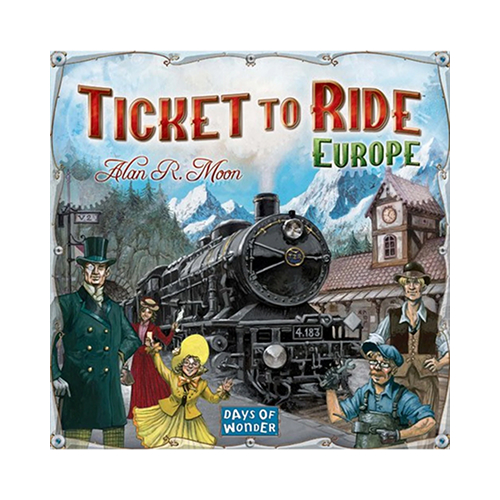 TICKET TO RIDE
EUROPE
Alan R. Moon
4.183
DAYS OF
WONDER